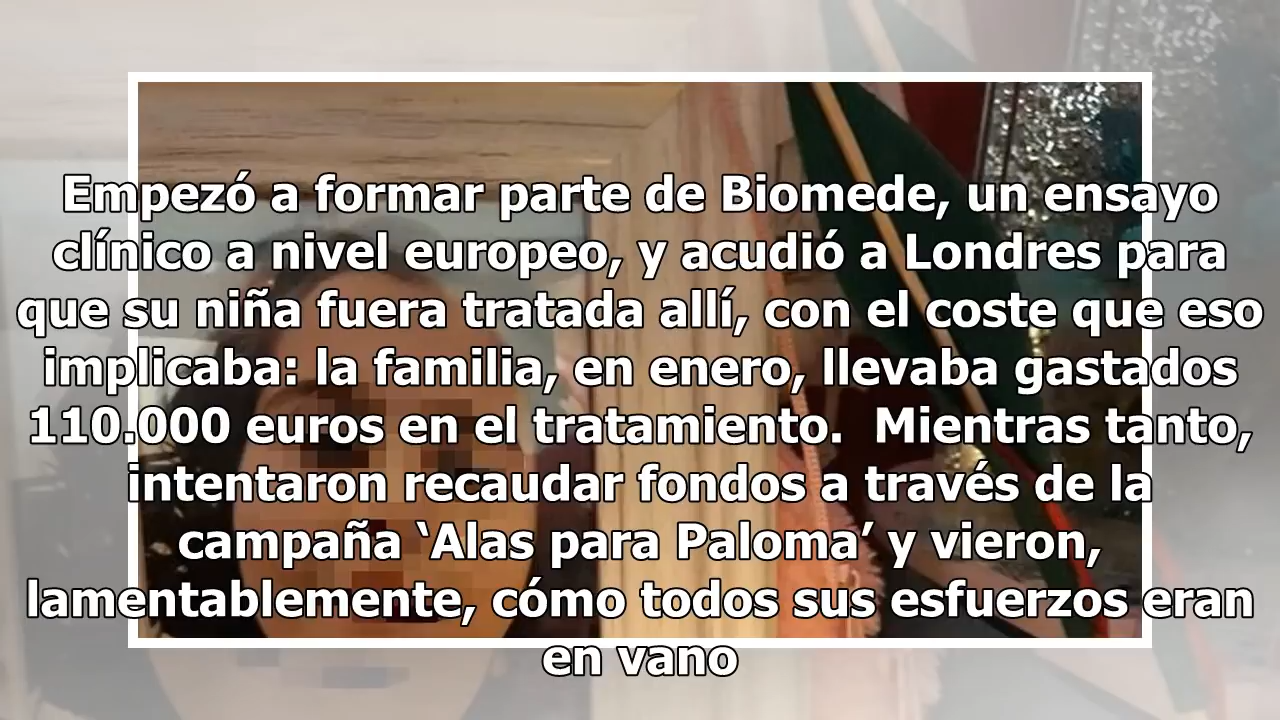 Empezó a formar parte de Biomede, un ensayo
clínico a nivel europeo, y acudió a Londres para
que su niña fuera tratada allí, con el coste que eso
implicaba: la familia, en enero, llevaba gastados
110.000 euros en el tratamiento.  Mientras tanto,
intentaron recaudar fondos a través de la
campaña ‘Alas para Paloma’ y vieron,
lamentablemente, cómo todos sus esfuerzos eran
en vano